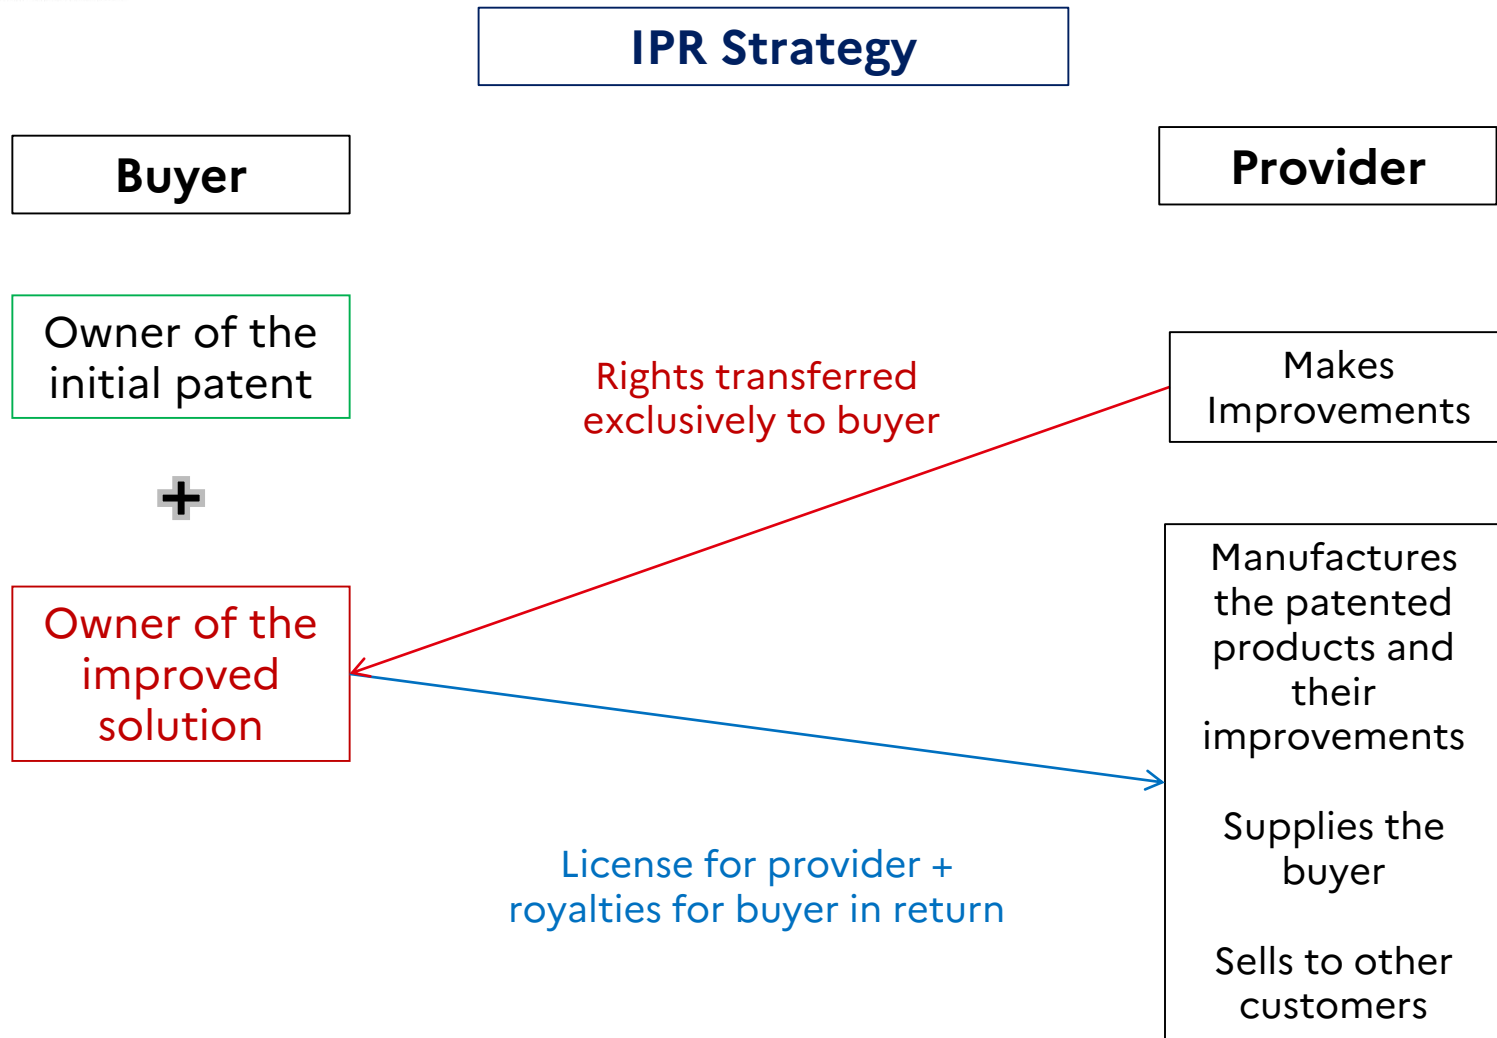 IPR Strategy
Buyer
Provider
Owner of the
initial patent
Rights transferred
exclusively to buyer
Makes
Improvements
+
Owner of the
improved
solution
Manufactures
the patented
products and
their
improvements
Supplies the
buyer
Sells to other
customers
License for provider +
royalties for buyer in return